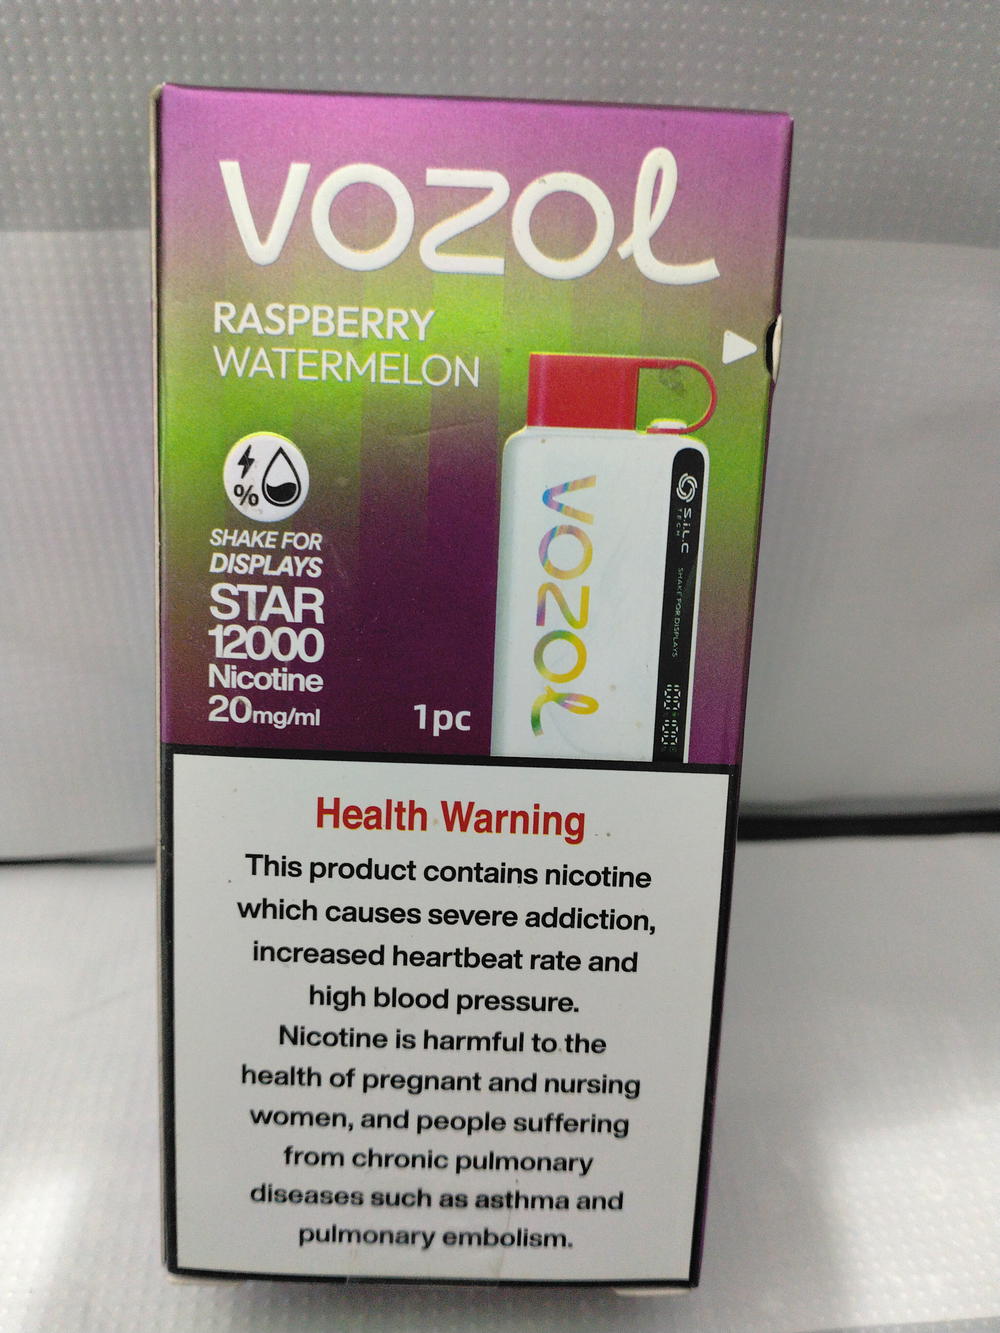 VOZOL
RASPBERRY
WATERMELON
%
SHAKE FOR
DISPLAYS
STAR
12000
Nicotine
20mg/ml
1pc
VOZOL
S.i.L.C
TECH
SHAKE FOR DISPLAYS
Health Warning
This product contains nicotine
which causes severe addiction,
increased heartbeat rate and
high blood pressure.
Nicotine is harmful to the
health of pregnant and nursing
women, and people suffering
from chronic pulmonary
diseases such as asthma and
pulmonary embolism.